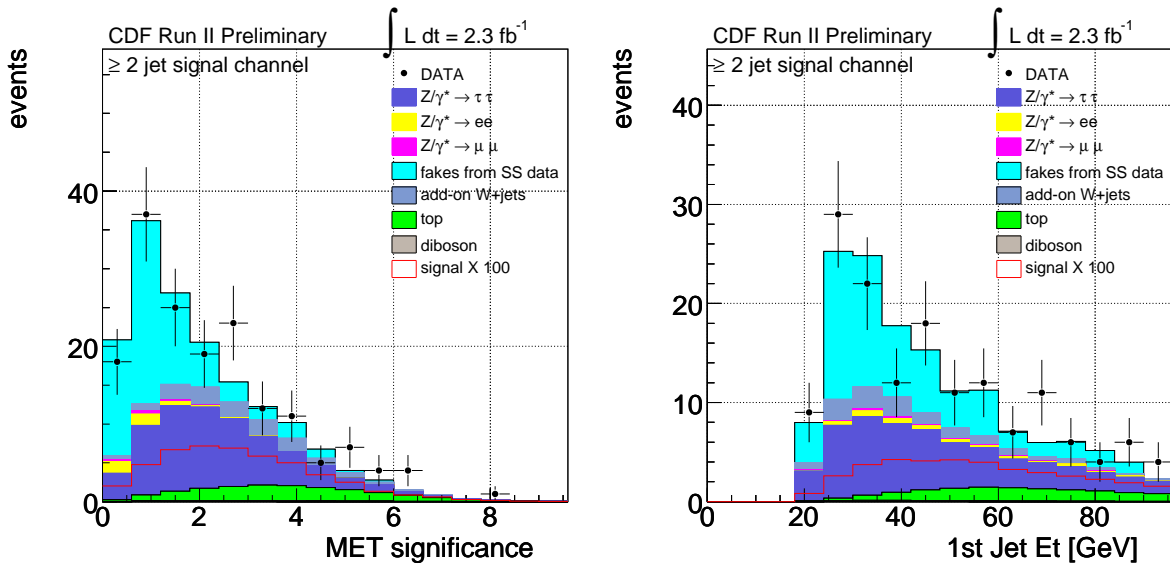 CDF Run II Preliminary
∫ L dt = 2.3 fb⁻¹
≥ 2 jet signal channel
DATA
Z/γ* → τ τ
Z/γ* → ee
Z/γ* → μ μ
fakes from SS data
add-on W+jets
top
diboson
signal X 100
events
40
20
0
0 2 4 6 8
MET significance
CDF Run II Preliminary
∫ L dt = 2.3 fb⁻¹
≥ 2 jet signal channel
DATA
Z/γ* → τ τ
Z/γ* → ee
Z/γ* → μ μ
fakes from SS data
add-on W+jets
top
diboson
signal X 100
events
40
30
20
10
0
0 20 40 60 80
1st Jet Et [GeV]